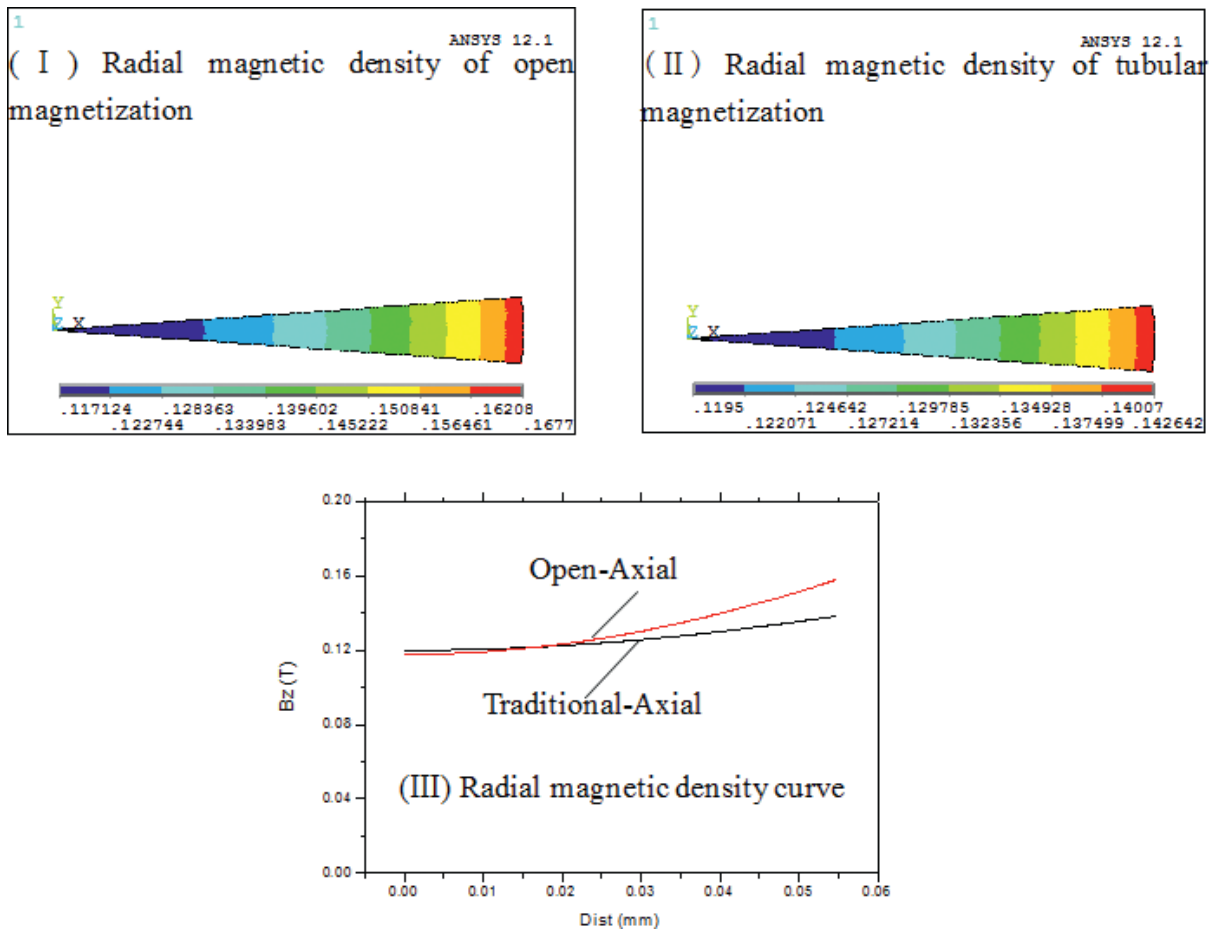 1
ANSYS 12.1
(Ⅰ) Radial magnetic density of open
magnetization
Y
Z X
.117124 .128363 .139602 .150841 .16208
.122744 .133983 .145222 .156461 .1677
1
ANSYS 12.1
(Ⅱ) Radial magnetic density of tubular
magnetization
Y
Z X
.1195 .124642 .129785 .134928 .14007
.122071 .127214 .132356 .137499 .142642
0.20
0.16
0.12
0.08
0.04
0.00
Bz (T)
Open-Axial
Traditional-Axial
(Ⅲ) Radial magnetic density curve
0.00 0.01 0.02 0.03 0.04 0.05 0.06
Dist (mm)